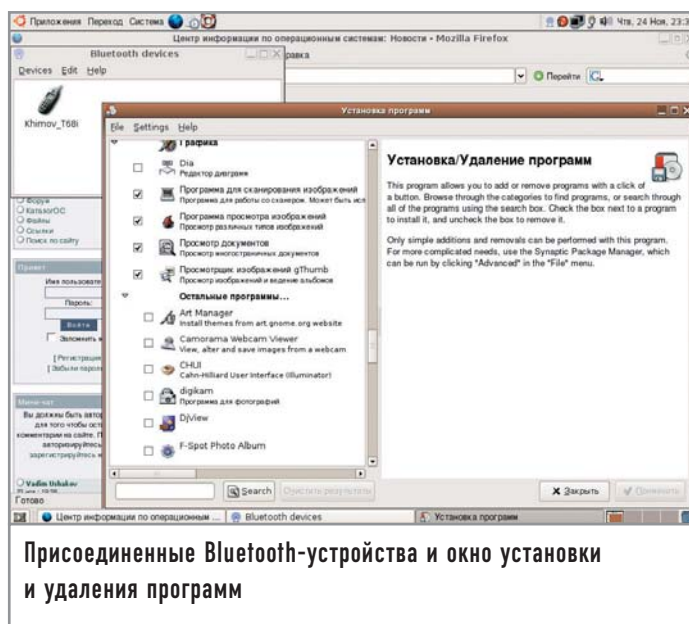 Приложения Переход Система
Чтв, 24 Ноя, 23:3
Центр информации по операционным системам: Новости - Mozilla Firefox
Bluetooth devices
равка
Devices Edit Help
Перейти
Khimov_T68i
Установка программ
File Settings Help
Графика
Dia
Редактор диаграмм
Программа для сканирования изображений
Программа для работы со сканером. Может быть исп
Программа просмотра изображений
Просмотр различных типов изображений
Просмотр документов
Просмотр многостраничных документов
Просмотрщик изображений gThumb
Просмотр изображений и ведение альбомов
Остальные программы...
Art Manager
Install themes from art.gnome.org website
Camorama Webcam Viewer
View, alter and save images from a webcam
CHUI
Cahn-Hilliard User Interface (Illuminator)
digikam
Программа для фотографий
DjView
F-Spot Photo Album
Установка/Удаление программ
This program allows you to add or remove programs with a click of
a button. Browse through the categories to find programs, or search through
all of the programs using the search box. Check the box next to a program
to install it, and uncheck the box to remove it.
Only simple additions and removals can be performed with this program.
For more complicated needs, use the Synaptic Package Manager, which
can be run by clicking "Advanced" in the "File" menu.
Search
Очистить результаты
Закрыть
Применить
Форум
КаталогОС
Файлы
Ссылки
Поиск по сайту
Привет
Имя пользовате
Пароль:
Войти
Запомнить м
[ Регистрация
[ Забыли парол
Мини-чат
Вы должны быть автор
для того чтобы ост
комментарии на сайте. П
авторизируйтесь
зарегистрируйтесь
Vadim Ushakov
Готово
Центр информации по операционным ...
Bluetooth devices
Установка программ
Присоединенные Bluetooth-устройства и окно установки
и удаления программ